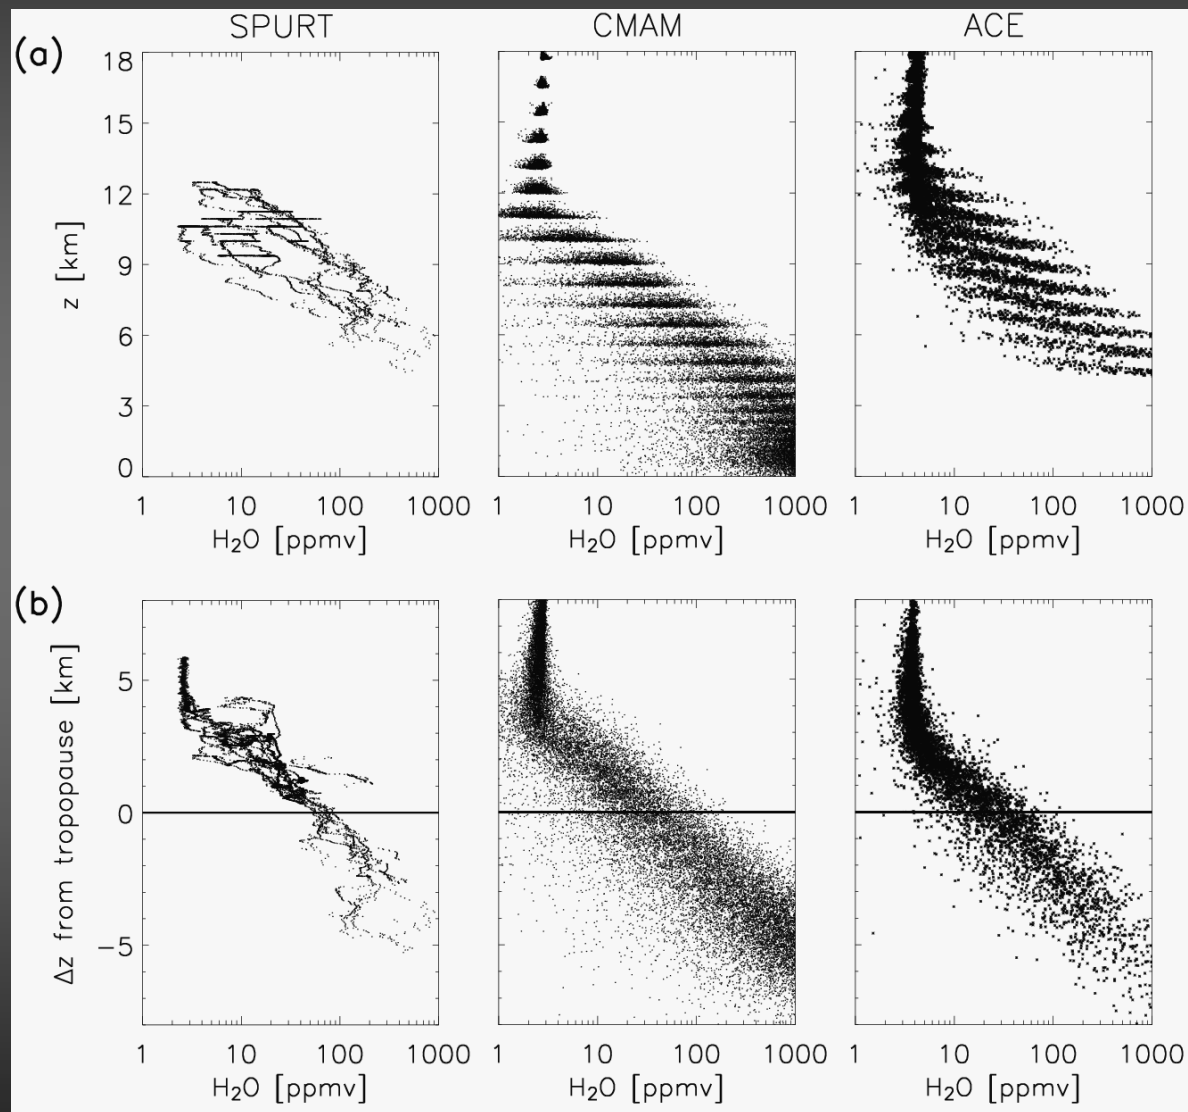 SPURT CMAM ACE
(a)
18
15
12
9
6
3
0
z [km]
1 10 100 1000 1 10 100 1000 1 10 100 1000
H₂O [ppmv] H₂O [ppmv] H₂O [ppmv]
(b)
5
0
−5
Δz from tropopause [km]
1 10 100 1000 1 10 100 1000 1 10 100 1000
H₂O [ppmv] H₂O [ppmv] H₂O [ppmv]